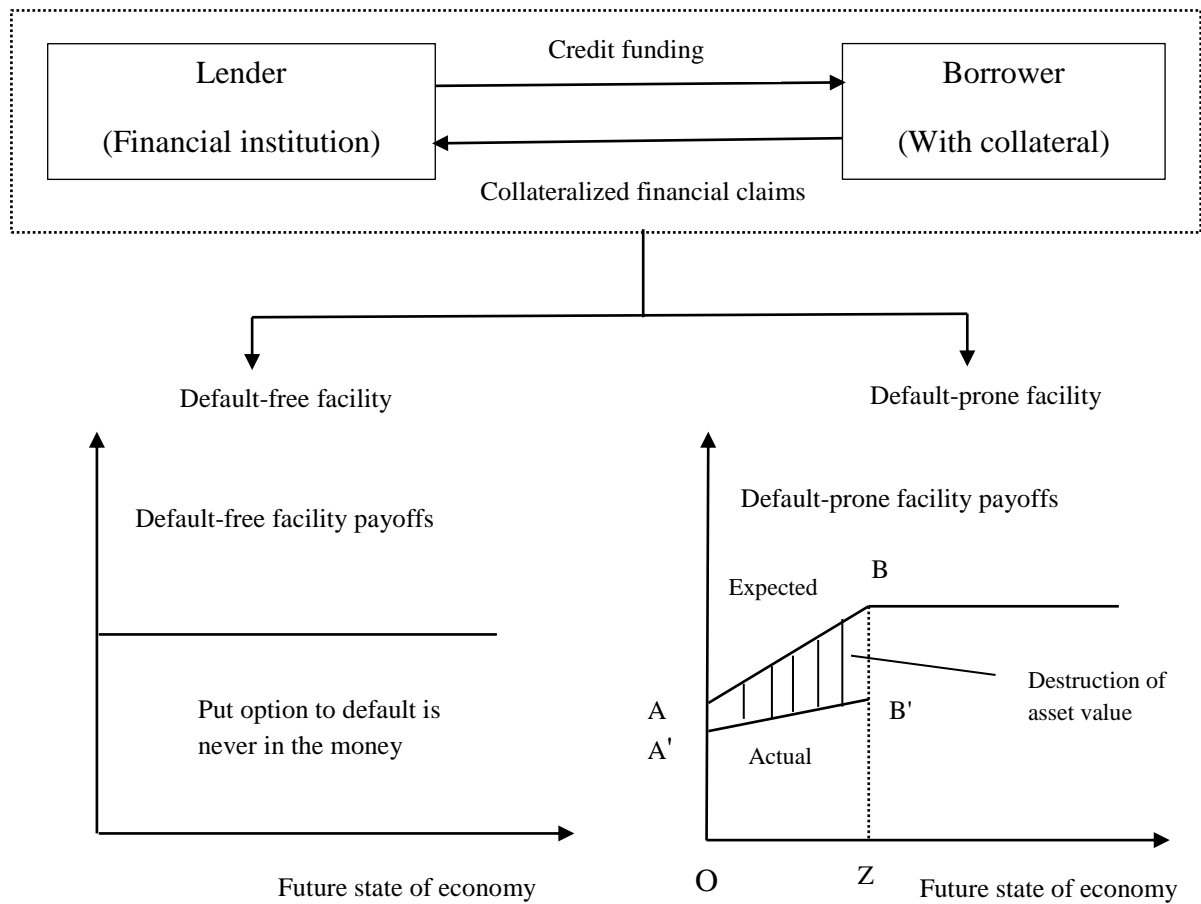 Lender
(Financial institution)
Credit funding
Collateralized financial claims
Borrower
(With collateral)
Default-free facility
Default-prone facility
Default-free facility payoffs
Put option to default is
never in the money
Future state of economy
Default-prone facility payoffs
Expected
B
Destruction of
asset value
A
B'
A'
Actual
O
Z
Future state of economy